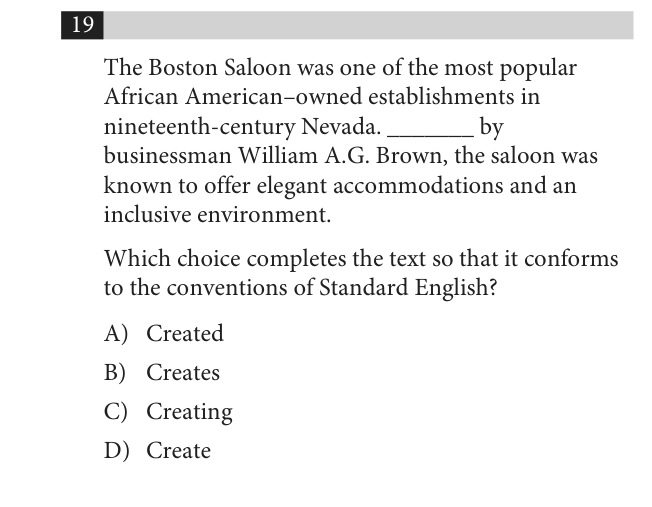 19
The Boston Saloon was one of the most popular
African American–owned establishments in
nineteenth-century Nevada. _______ by
businessman William A.G. Brown, the saloon was
known to offer elegant accommodations and an
inclusive environment.
Which choice completes the text so that it conforms
to the conventions of Standard English?
A) Created
B) Creates
C) Creating
D) Create